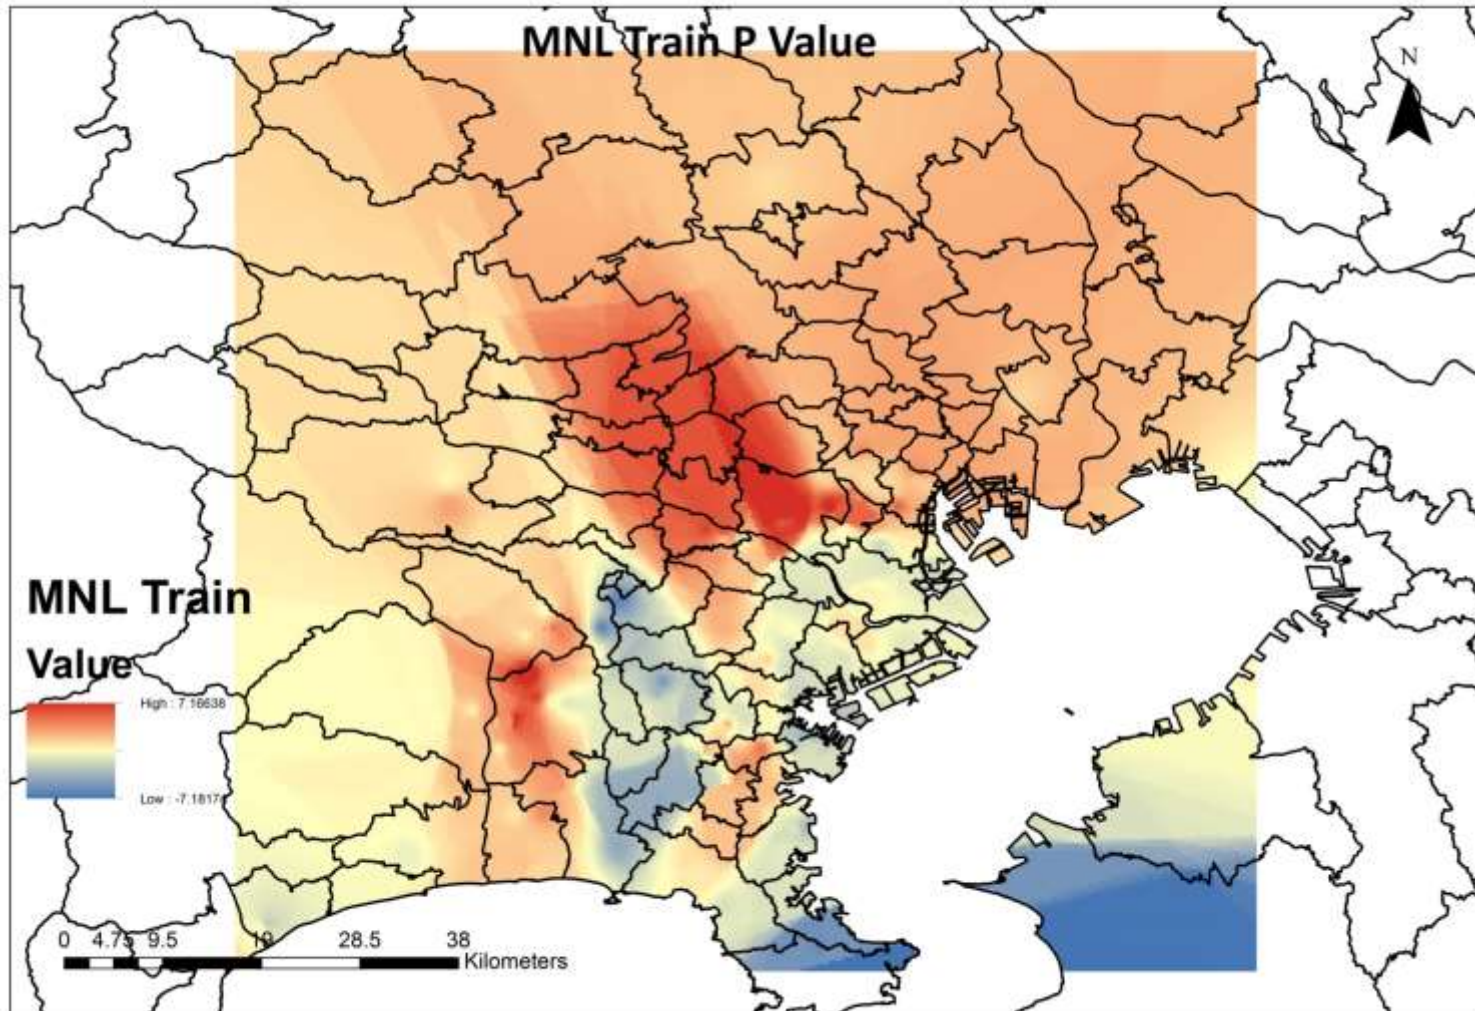 MNL Train P Value
N
MNL Train
Value
High : 7.16638
Low : -7.18174
0 4.75 9.5 19 28.5 38
Kilometers